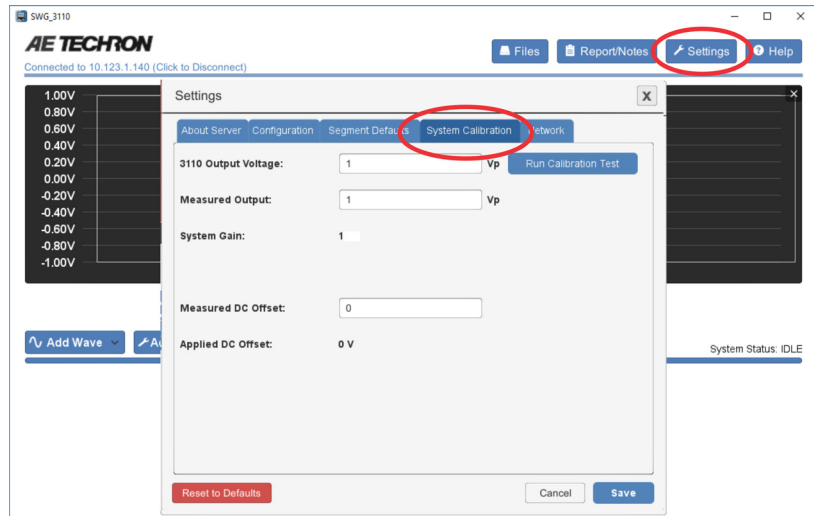 SWG_3110
AE TECHRON
Files
Report/Notes
Settings
Help
Connected to 10.123.1.140 (Click to Disconnect)
1.00V
0.80V
0.60V
0.40V
0.20V
0.00V
-0.20V
-0.40V
-0.60V
-0.80V
-1.00V
Settings
X
About Server
Configuration
Segment Defaults
System Calibration
Network
3110 Output Voltage:
1
Vp
Run Calibration Test
Measured Output:
1
Vp
System Gain:
1
Measured DC Offset:
0
Applied DC Offset:
0 V
Add Wave
System Status: IDLE
Reset to Defaults
Cancel
Save